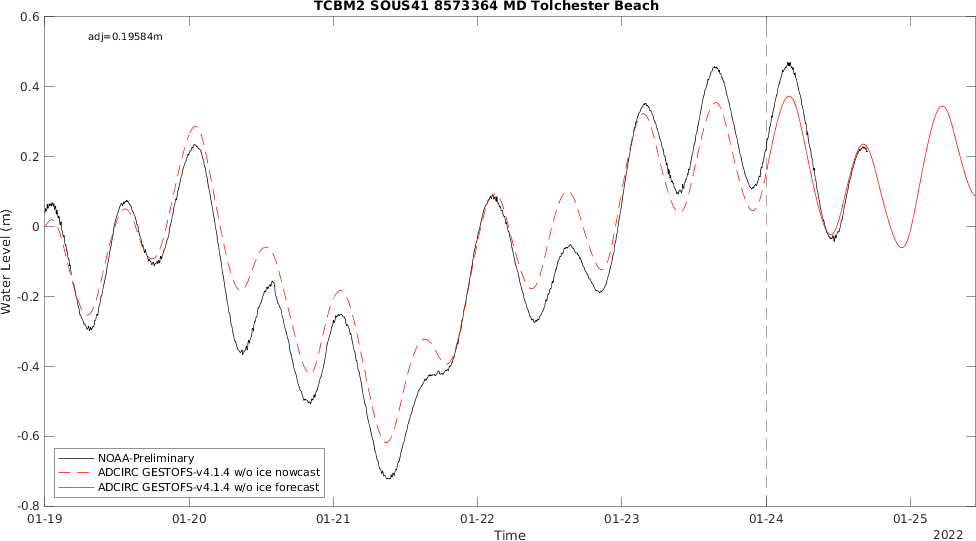 TCBM2 SOUS41 8573364 MD Tolchester Beach
adj=0.19584m
0.6
0.4
0.2
0
-0.2
-0.4
-0.6
-0.8
Water Level (m)
NOAA-Preliminary
ADCIRC GESTOFS-v4.1.4 w/o ice nowcast
ADCIRC GESTOFS-v4.1.4 w/o ice forecast
01-19 01-20 01-21 01-22 01-23 01-24 01-25
Time
2022